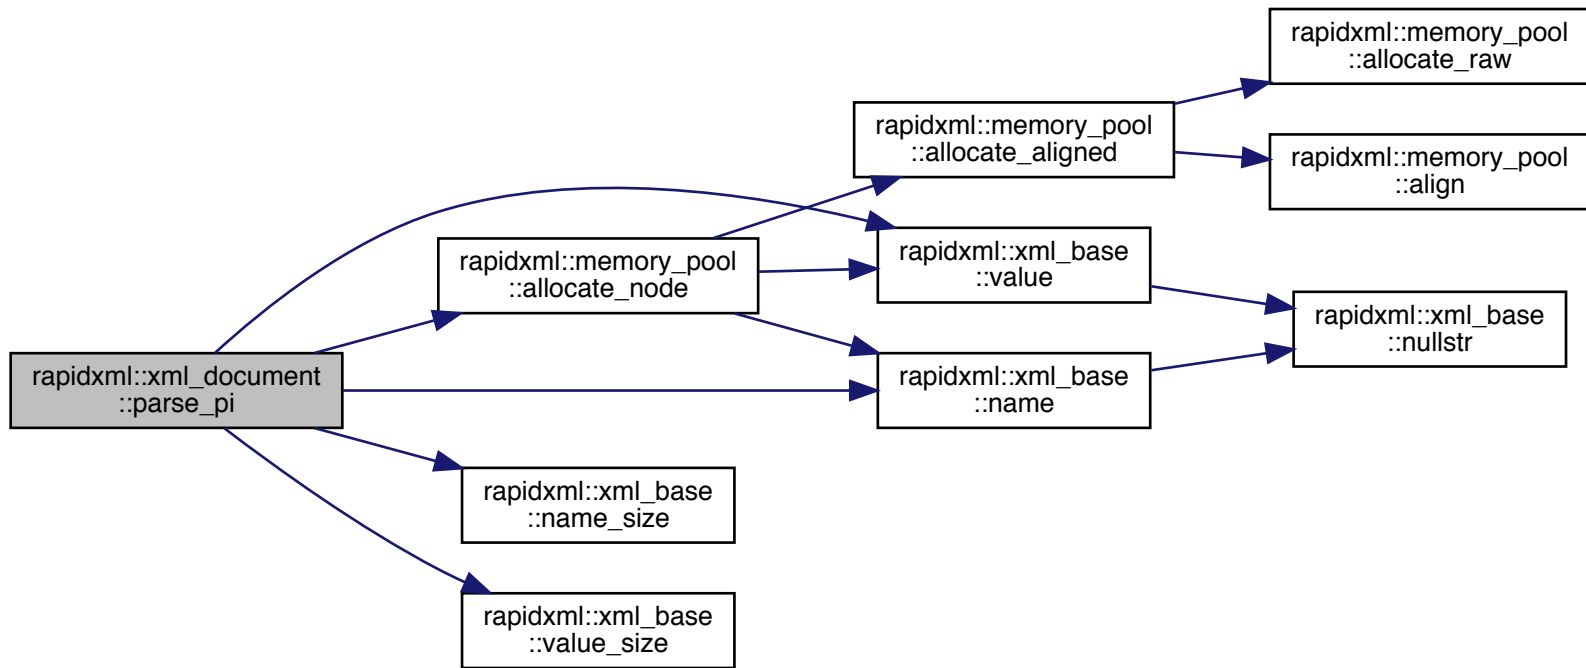 rapidxml::memory_pool
::allocate_raw
rapidxml::memory_pool
::allocate_aligned
rapidxml::memory_pool
::align
rapidxml::memory_pool
::allocate_node
rapidxml::xml_base
::value
rapidxml::xml_base
::nullstr
rapidxml::xml_document
::parse_pi
rapidxml::xml_base
::name
rapidxml::xml_base
::name_size
rapidxml::xml_base
::value_size